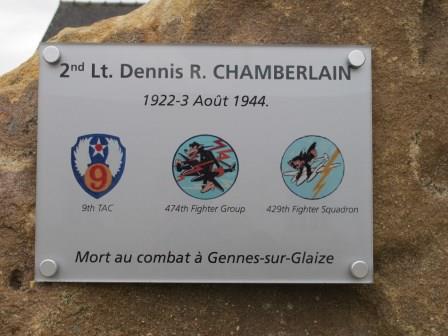 2nd Lt. Dennis R. CHAMBERLAIN
1922-3 Août 1944.
9
9th TAC 474th Fighter Group 429th Fighter Squadron
Mort au combat à Gennes-sur-Glaize